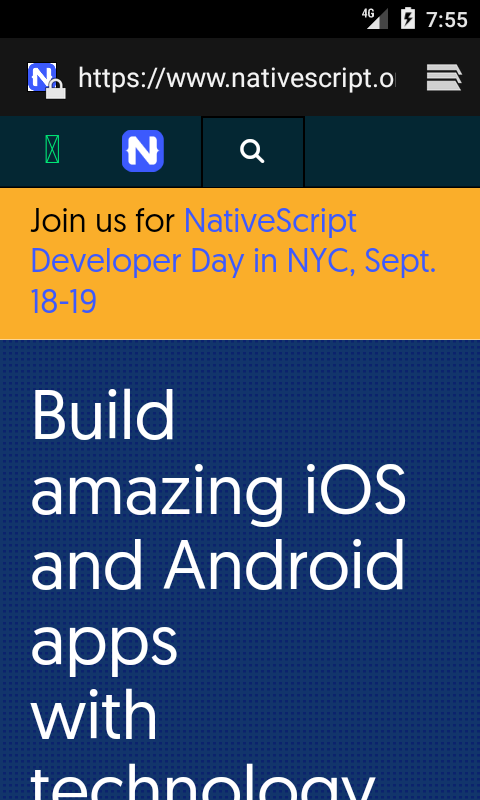 4G 7:55
https://www.nativescript.o
N
Join us for NativeScript
Developer Day in NYC, Sept.
18-19
Build
amazing iOS
and Android
apps
with
technology